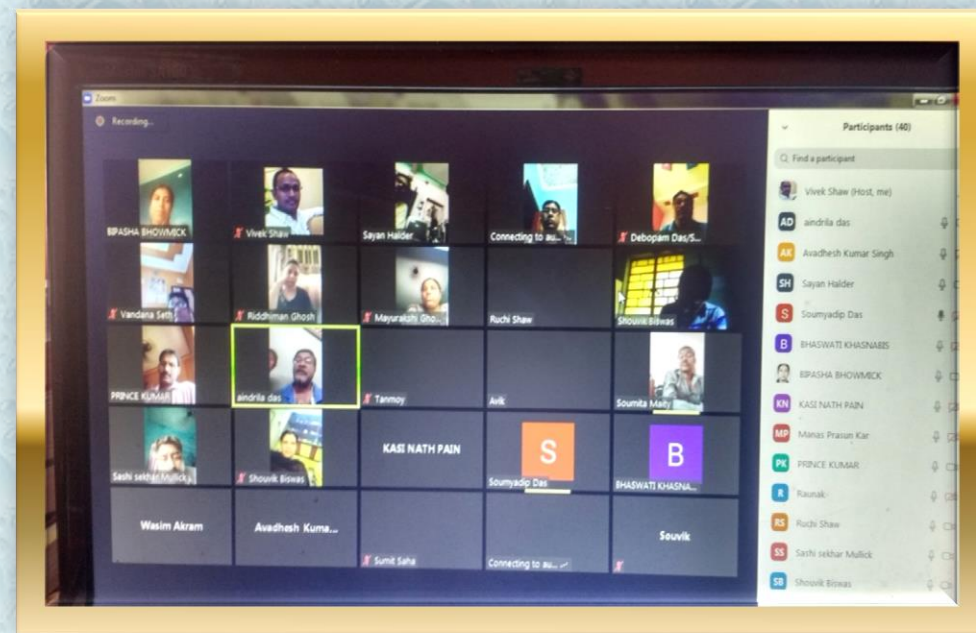 Zoom
Recording...
BIPASHA BHOWMICK
Vivek Shaw
Sayan Halder
Connecting to au...
Debopam Das/S...
Vandana Seth
Riddhiman Ghosh
Mayurakshi Gho...
Ruchi Shaw
Shouvik Biswas
PRINCE KUMAR
aindrila das
Tanmoy
Avik
Soumita Maity
Sashi sekhar Mullick
Shouvik Biswas
KASI NATH PAIN
S
Soumyadip Das
B
BHASWATI KHASNA...
Wasim Akram
Avadhesh Kuma...
Sumit Saha
Connecting to au...
Souvik
Participants (40)
Find a participant
Vivek Shaw (Host, me)
AD aindrila das
AK Avadhesh Kumar Singh
SH Sayan Halder
S Soumyadip Das
B BHASWATI KHASNABIS
BIPASHA BHOWMICK
KN KASI NATH PAIN
MP Manas Prasun Kar
PK PRINCE KUMAR
R Raunak
RS Ruchi Shaw
SS Sashi sekhar Mullick
SB Shouvik Biswas